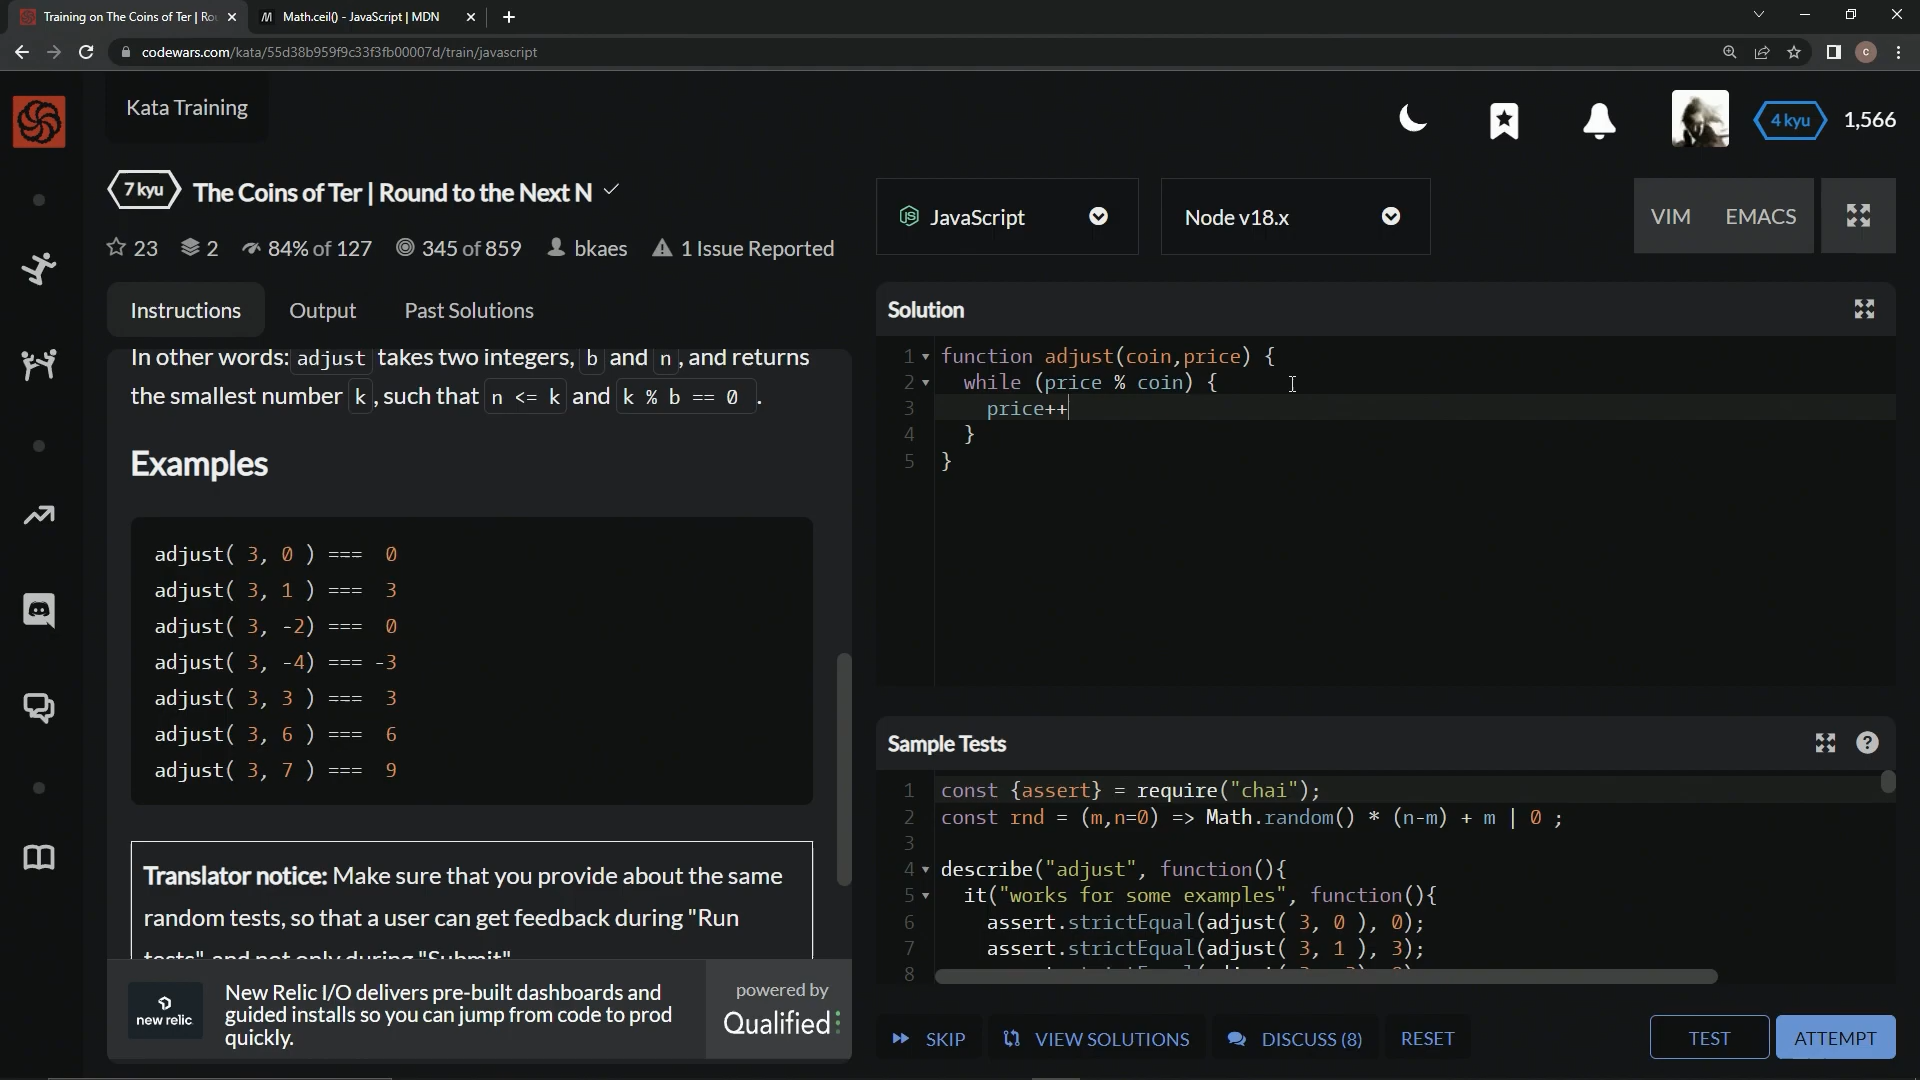 Training on The Coins of Ter | Ro
Math.ceil() - JavaScript | MDN
codewars.com/kata/55d38b959f9c33f3fb00007d/train/javascript
c
Kata Training
4 kyu
1,566
7 kyu
The Coins of Ter | Round to the Next N
23
2
84% of 127
345 of 859
bkaes
1 Issue Reported
JavaScript
Node v18.x
VIM
EMACS
Instructions
Output
Past Solutions
In other words: adjust takes two integers, b and n, and returns
the smallest number k, such that n <= k and k % b == 0.
Examples
adjust( 3, 0 ) === 0
adjust( 3, 1 ) === 3
adjust( 3, -2) === 0
adjust( 3, -4) === -3
adjust( 3, 3 ) === 3
adjust( 3, 6 ) === 6
adjust( 3, 7 ) === 9
Translator notice: Make sure that you provide about the same
random tests, so that a user can get feedback during "Run
tests" and not only during "Submit"
new relic.
New Relic I/O delivers pre-built dashboards and
guided installs so you can jump from code to prod
quickly.
powered by
Qualified
Solution
1 function adjust(coin,price) {
2 while (price % coin) {
3 price++
4 }
5 }
Sample Tests
?
1 const {assert} = require("chai");
2 const rnd = (m,n=0) => Math.random() * (n-m) + m | 0 ;
3
4 describe("adjust", function(){
5 it("works for some examples", function(){
6 assert.strictEqual(adjust( 3, 0 ), 0);
7 assert.strictEqual(adjust( 3, 1 ), 3);
8
SKIP
VIEW SOLUTIONS
DISCUSS (8)
RESET
TEST
ATTEMPT